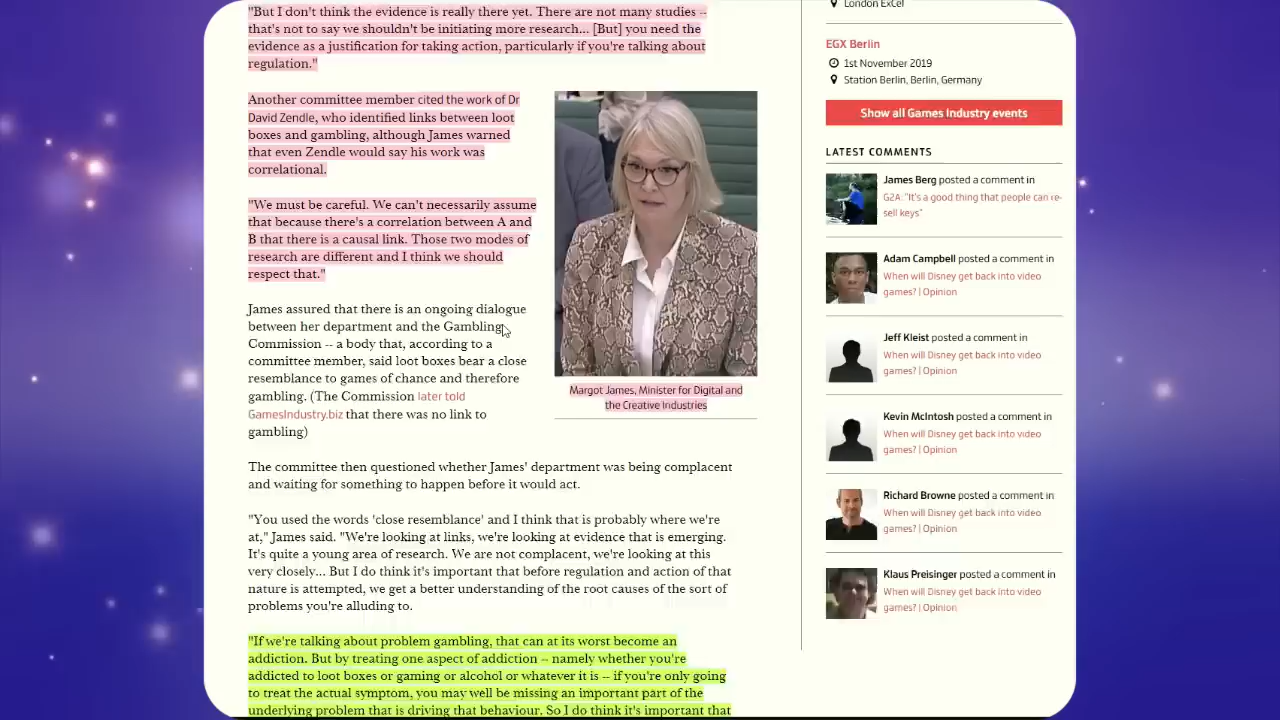 "But I don't think the evidence is really there yet. There are not many studies --
that's not to say we shouldn't be initiating more research... [But] you need the
evidence as a justification for taking action, particularly if you're talking about
regulation."
Another committee member cited the work of Dr
David Zendle, who identified links between loot
boxes and gambling, although James warned
that even Zendle would say his work was
correlational.
"We must be careful. We can't necessarily assume
that because there's a correlation between A and
B that there is a causal link. Those two modes of
research are different and I think we should
respect that."
Margot James, Minister for Digital and
the Creative Industries
James assured that there is an ongoing dialogue
between her department and the Gambling
Commission -- a body that, according to a
committee member, said loot boxes bear a close
resemblance to games of chance and therefore
gambling. (The Commission later told
GamesIndustry.biz that there was no link to
gambling)
The committee then questioned whether James' department was being complacent
and waiting for something to happen before it would act.
"You used the words 'close resemblance' and I think that is probably where we're
at," James said. "We're looking at links, we're looking at evidence that is emerging.
It's quite a young area of research. We are not complacent, we're looking at this
very closely... But I do think it's important that before regulation and action of that
nature is attempted, we get a better understanding of the root causes of the sort of
problems you're alluding to.
"If we're talking about problem gambling, that can at its worst become an
addiction. But by treating one aspect of addiction -- namely whether you're
addicted to loot boxes or gaming or alcohol or whatever it is -- if you're only going
to treat the actual symptom, you may well be missing an important part of the
underlying problem that is driving that behaviour. So I do think it's important that
London ExCel
EGX Berlin
1st November 2019
Station Berlin, Berlin, Germany
Show all Games Industry events
LATEST COMMENTS
James Berg posted a comment in
G2A: "It's a good thing that people can re-
sell keys"
Adam Campbell posted a comment in
When will Disney get back into video
games? | Opinion
Jeff Kleist posted a comment in
When will Disney get back into video
games? | Opinion
Kevin McIntosh posted a comment in
When will Disney get back into video
games? | Opinion
Richard Browne posted a comment in
When will Disney get back into video
games? | Opinion
Klaus Preisinger posted a comment in
When will Disney get back into video
games? | Opinion